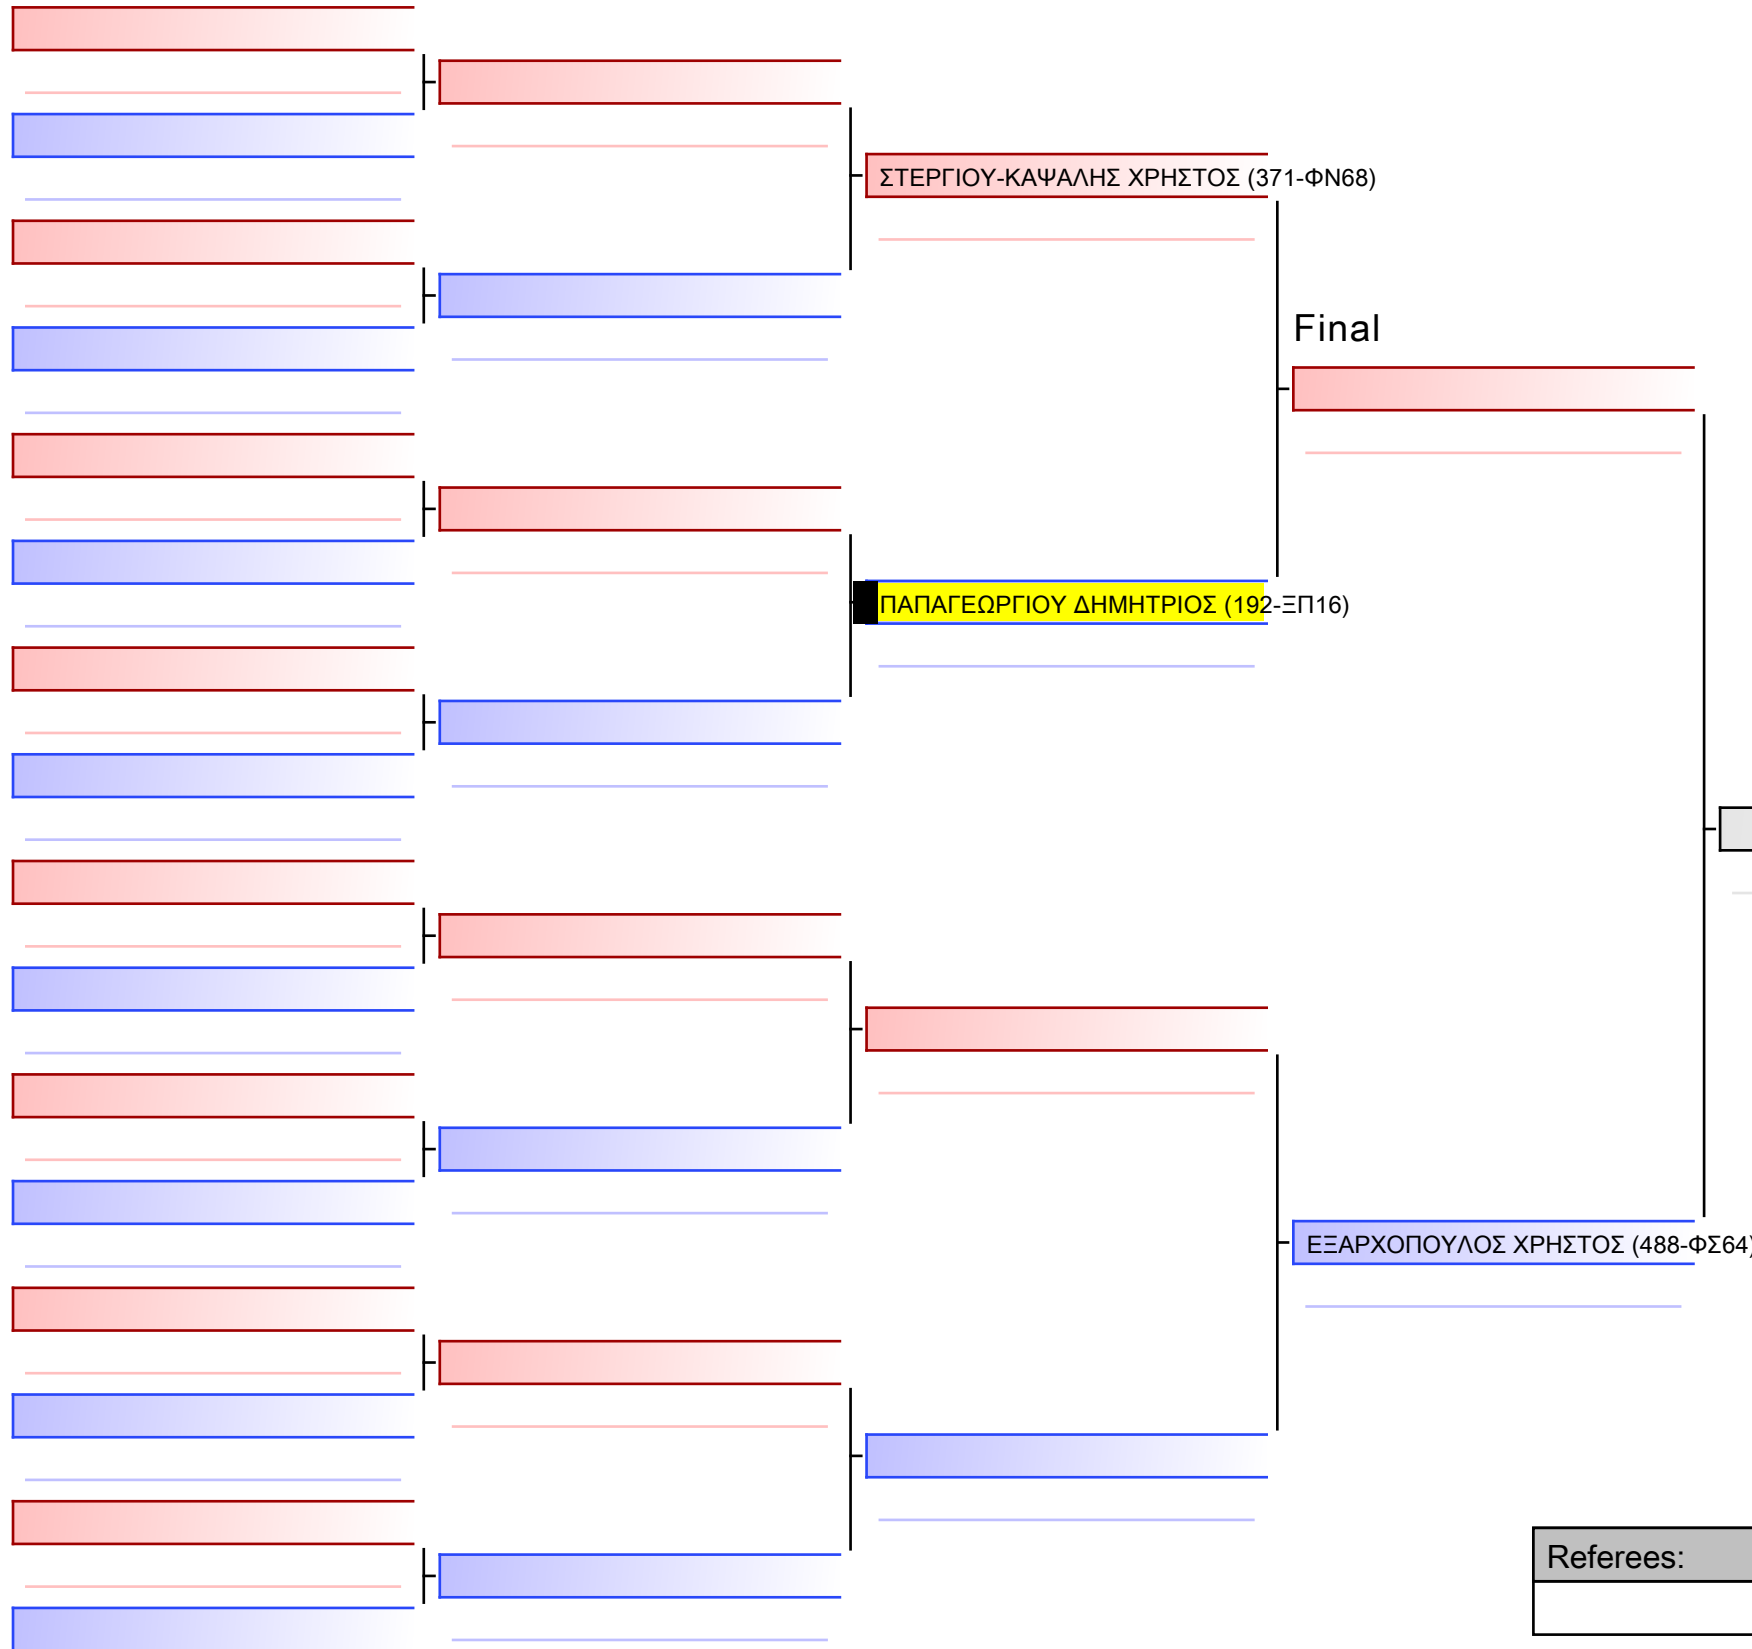 ΣΤΕΡΓΙΟΥ-ΚΑΨΑΛΗΣ ΧΡΗΣΤΟΣ (371-ΦΝ68)
Final
ΠΑΠΑΓΕΩΡΓΙΟΥ ΔΗΜΗΤΡΙΟΣ (192-ΞΠ16)
ΕΞΑΡΧΟΠΟΥΛΟΣ ΧΡΗΣΤΟΣ (488-ΦΣ64)
Referees: